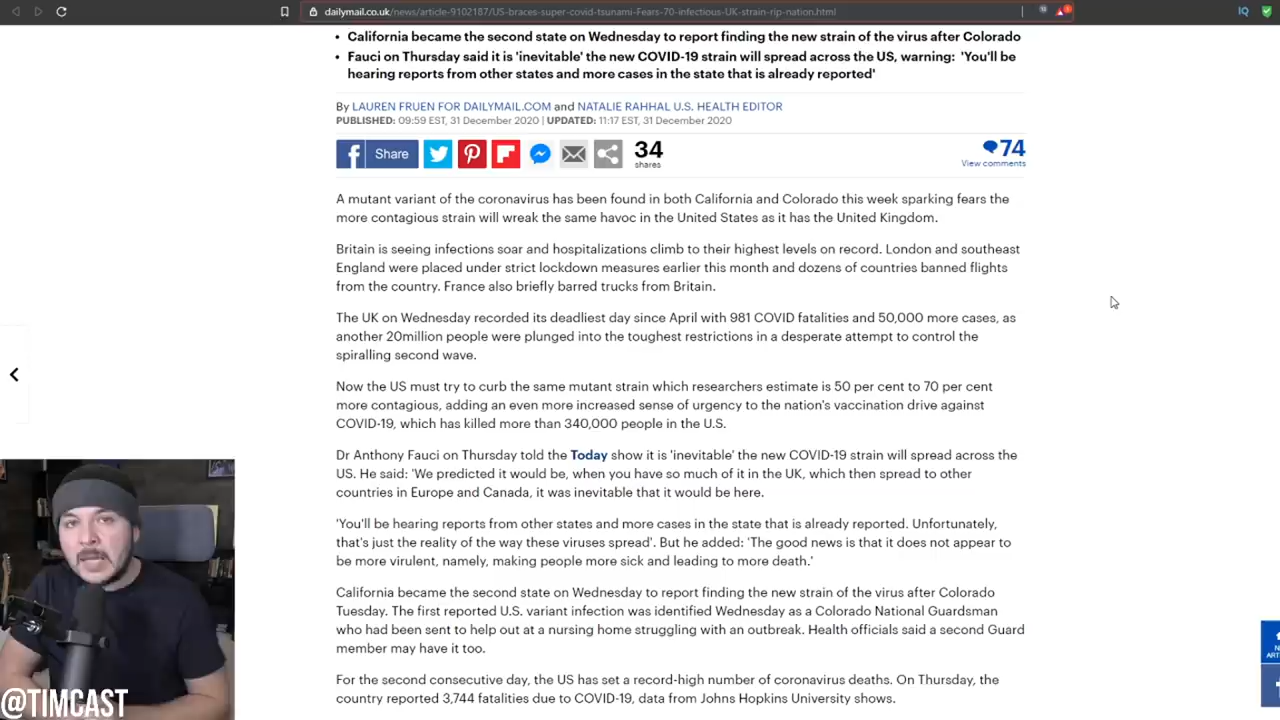 dailymail.co.uk/news/article-9102187/US-braces-super-covid-tsunami-Fears-70-infectious-UK-strain-rip-nation.html
IQ
California became the second state on Wednesday to report finding the new strain of the virus after Colorado
Fauci on Thursday said it is 'inevitable' the new COVID-19 strain will spread across the US, warning: 'You'll be
hearing reports from other states and more cases in the state that is already reported'
By LAUREN FRUEN FOR DAILYMAIL.COM and NATALIE RAHHAL U.S. HEALTH EDITOR
PUBLISHED: 09:59 EST, 31 December 2020 | UPDATED: 11:17 EST, 31 December 2020
Share
34
shares
74
View comments
A mutant variant of the coronavirus has been found in both California and Colorado this week sparking fears the
more contagious strain will wreak the same havoc in the United States as it has the United Kingdom.
Britain is seeing infections soar and hospitalizations climb to their highest levels on record. London and southeast
England were placed under strict lockdown measures earlier this month and dozens of countries banned flights
from the country. France also briefly barred trucks from Britain.
The UK on Wednesday recorded its deadliest day since April with 981 COVID fatalities and 50,000 more cases, as
another 20million people were plunged into the toughest restrictions in a desperate attempt to control the
spiralling second wave.
Now the US must try to curb the same mutant strain which researchers estimate is 50 per cent to 70 per cent
more contagious, adding an even more increased sense of urgency to the nation's vaccination drive against
COVID-19, which has killed more than 340,000 people in the U.S.
Dr Anthony Fauci on Thursday told the Today show it is 'inevitable' the new COVID-19 strain will spread across the
US. He said: 'We predicted it would be, when you have so much of it in the UK, which then spread to other
countries in Europe and Canada, it was inevitable that it would be here.
'You'll be hearing reports from other states and more cases in the state that is already reported. Unfortunately,
that's just the reality of the way these viruses spread'. But he added: 'The good news is that it does not appear to
be more virulent, namely, making people more sick and leading to more death.'
California became the second state on Wednesday to report finding the new strain of the virus after Colorado
Tuesday. The first reported U.S. variant infection was identified Wednesday as a Colorado National Guardsman
who had been sent to help out at a nursing home struggling with an outbreak. Health officials said a second Guard
member may have it too.
For the second consecutive day, the US has set a record-high number of coronavirus deaths. On Thursday, the
country reported 3,744 fatalities due to COVID-19, data from Johns Hopkins University shows.
@TIMCAST